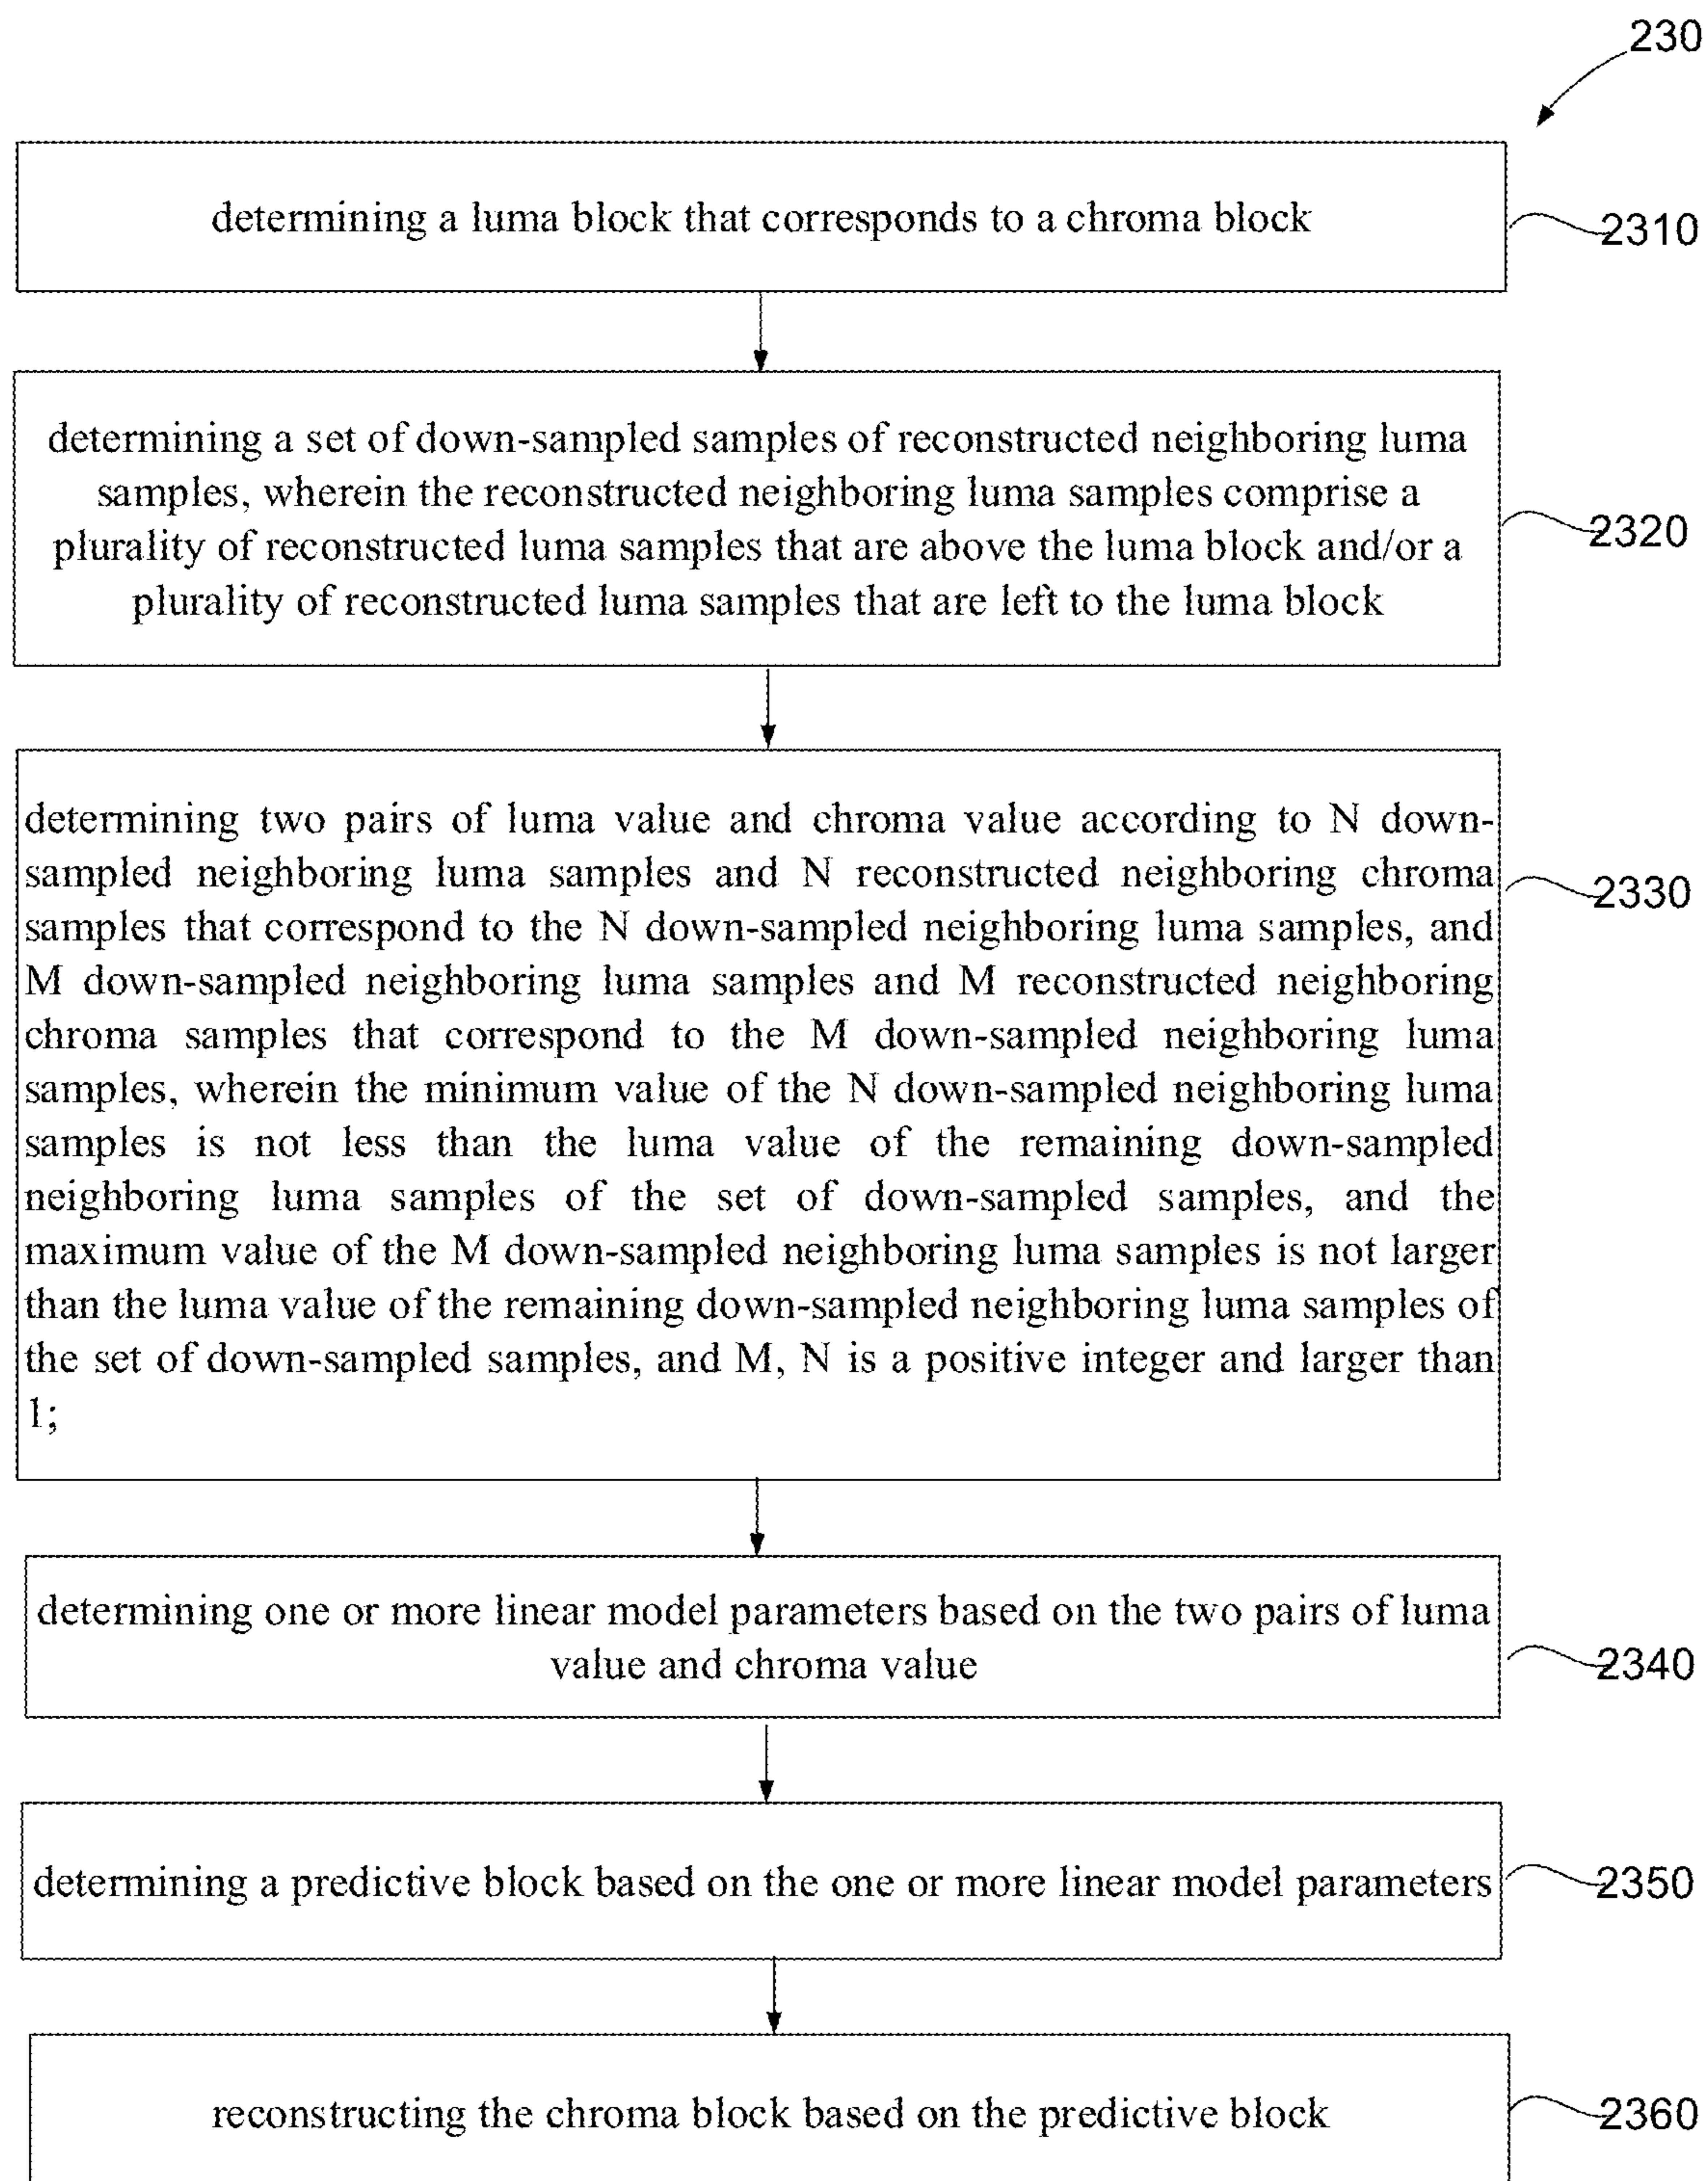 230
determining a luma block that corresponds to a chroma block
2310
determining a set of down-sampled samples of reconstructed neighboring luma
samples, wherein the reconstructed neighboring luma samples comprise a
plurality of reconstructed luma samples that are above the luma block and/or a
plurality of reconstructed luma samples that are left to the luma block
2320
determining two pairs of luma value and chroma value according to N down-
sampled neighboring luma samples and N reconstructed neighboring chroma
samples that correspond to the N down-sampled neighboring luma samples, and
M down-sampled neighboring luma samples and M reconstructed neighboring
chroma samples that correspond to the M down-sampled neighboring luma
samples, wherein the minimum value of the N down-sampled neighboring luma
samples is not less than the luma value of the remaining down-sampled
neighboring luma samples of the set of down-sampled samples, and the
maximum value of the M down-sampled neighboring luma samples is not larger
than the luma value of the remaining down-sampled neighboring luma samples of
the set of down-sampled samples, and M, N is a positive integer and larger than
1;
2330
determining one or more linear model parameters based on the two pairs of luma
value and chroma value
2340
determining a predictive block based on the one or more linear model parameters
2350
reconstructing the chroma block based on the predictive block
2360